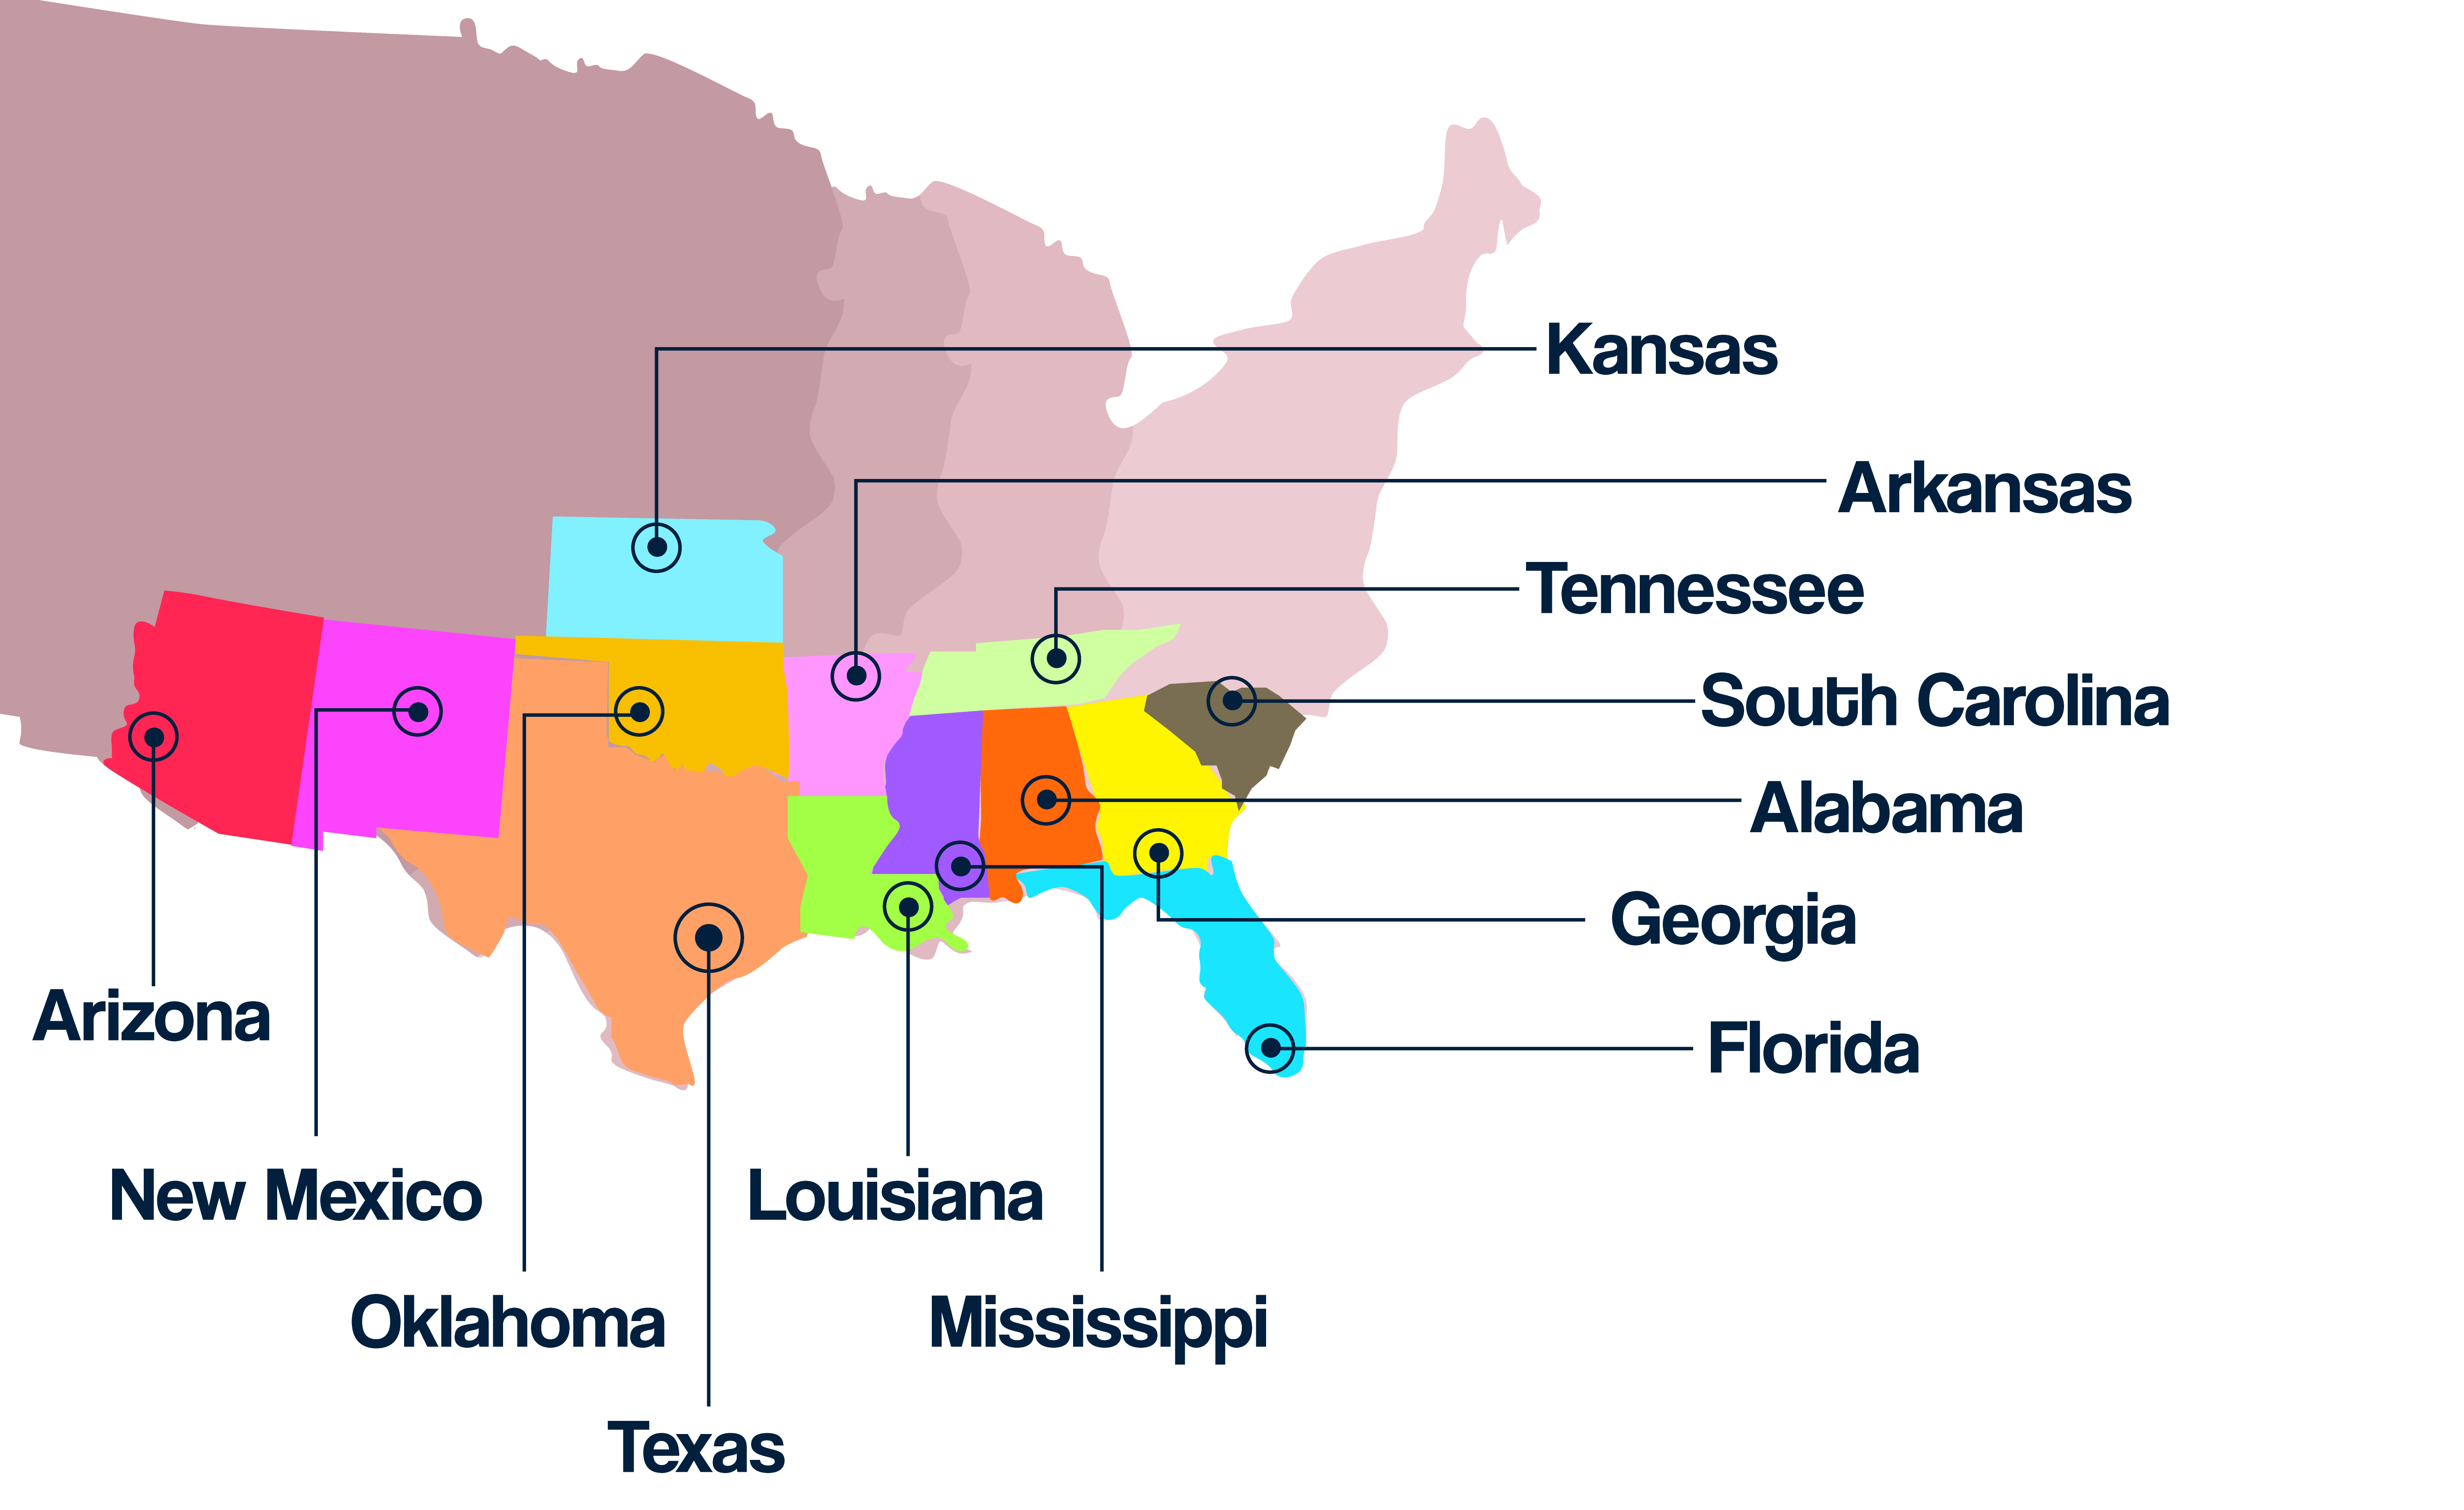 Kansas
Arkansas
Tennessee
South Carolina
Alabama
Georgia
Florida
Arizona
New Mexico
Louisiana
Oklahoma
Mississippi
Texas